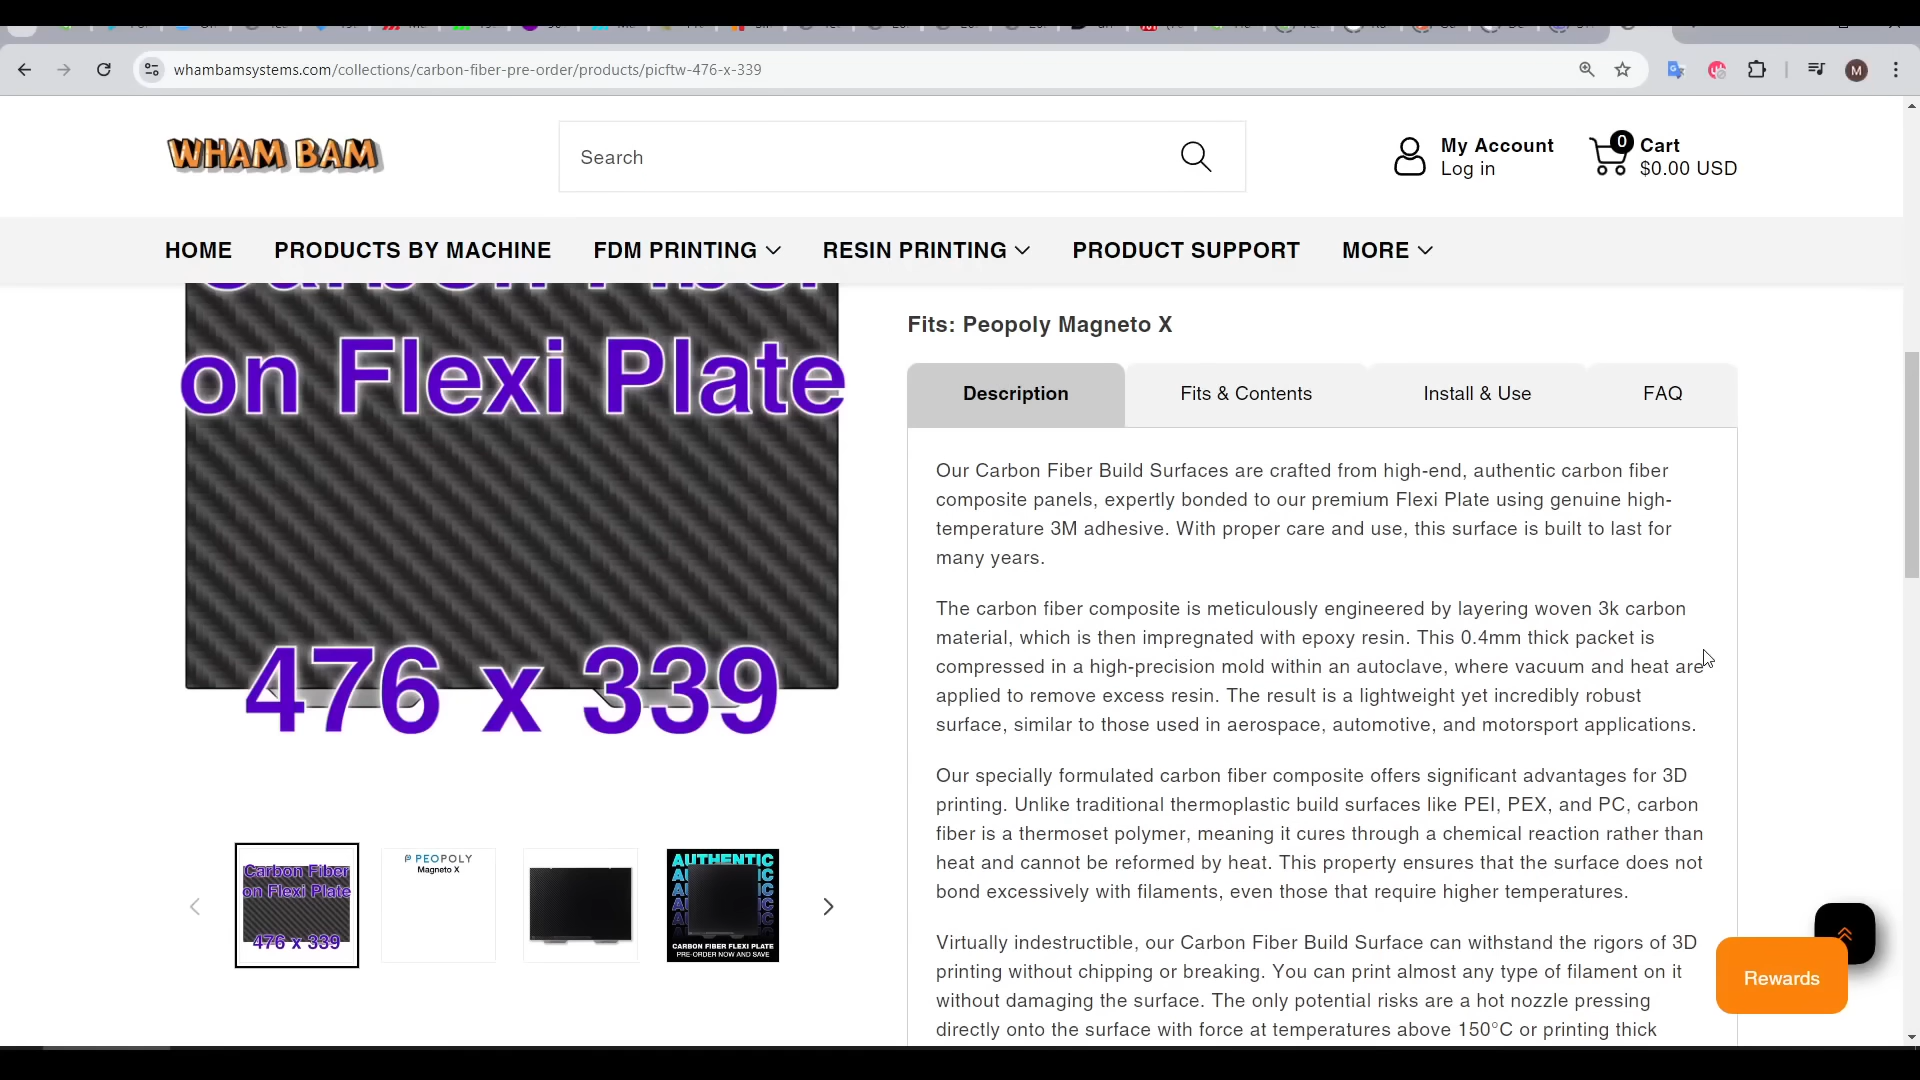 whambamsystems.com/collections/carbon-fiber-pre-order/products/picftw-476-x-339
M
WHAM BAM
Search
My Account
Log in
0
Cart
$0.00 USD
HOME
PRODUCTS BY MACHINE
FDM PRINTING
RESIN PRINTING
PRODUCT SUPPORT
MORE
Carbon Fiber
on Flexi Plate
476 x 339
Fits: Peopoly Magneto X
Description
Fits & Contents
Install & Use
FAQ
Our Carbon Fiber Build Surfaces are crafted from high-end, authentic carbon fiber
composite panels, expertly bonded to our premium Flexi Plate using genuine high-
temperature 3M adhesive. With proper care and use, this surface is built to last for
many years.
The carbon fiber composite is meticulously engineered by layering woven 3k carbon
material, which is then impregnated with epoxy resin. This 0.4mm thick packet is
compressed in a high-precision mold within an autoclave, where vacuum and heat are
applied to remove excess resin. The result is a lightweight yet incredibly robust
surface, similar to those used in aerospace, automotive, and motorsport applications.
Our specially formulated carbon fiber composite offers significant advantages for 3D
printing. Unlike traditional thermoplastic build surfaces like PEI, PEX, and PC, carbon
fiber is a thermoset polymer, meaning it cures through a chemical reaction rather than
heat and cannot be reformed by heat. This property ensures that the surface does not
bond excessively with filaments, even those that require higher temperatures.
Virtually indestructible, our Carbon Fiber Build Surface can withstand the rigors of 3D
printing without chipping or breaking. You can print almost any type of filament on it
without damaging the surface. The only potential risks are a hot nozzle pressing
directly onto the surface with force at temperatures above 150°C or printing thick
Carbon Fiber
on Flexi Plate
476 x 339
PEOPOLY
Magneto X
AUTHENTIC
CARBON FIBER FLEXI PLATE
PRE-ORDER NOW AND SAVE
Rewards